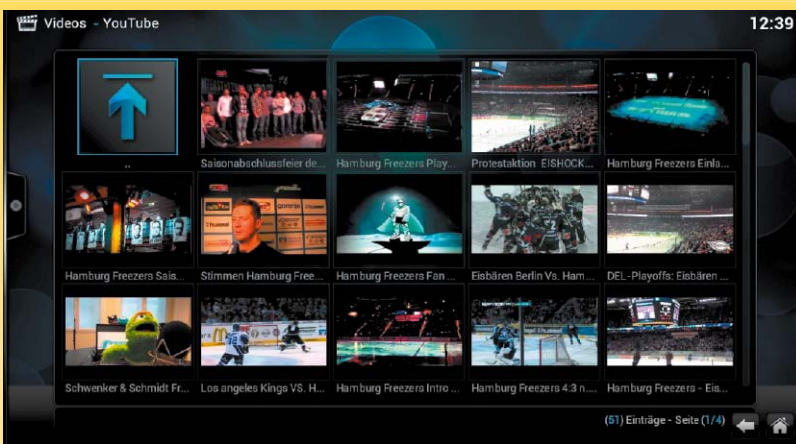 Videos - YouTube
12:39
..
Saisonabschlussfeier de...
Hamburg Freezers Play...
Protestaktion EISHOCK...
Hamburg Freezers Einla...
Hamburg Freezers Sais...
Stimmen Hamburg Free...
Hamburg Freezers Fan ...
Eisbären Berlin Vs. Ham...
DEL-Playoffs: Eisbären ...
Schwenker & Schmidt Fr...
Los angeles Kings VS. H...
Hamburg Freezers Intro ...
Hamburg Freezers 4:3 n....
Hamburg Freezers - Eis...
(51) Einträge - Seite (1/4)